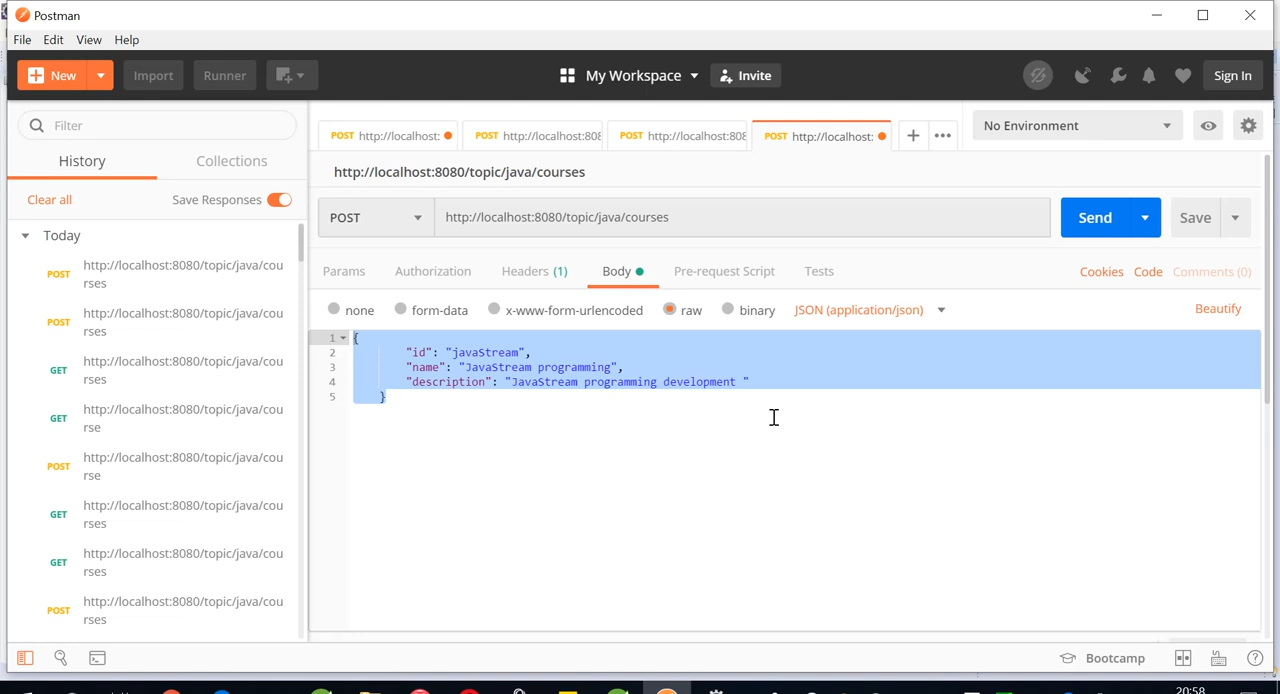 Postman
File Edit View Help
New Import Runner My Workspace Invite Sign In
Filter
History Collections
Clear all Save Responses
Today
POST http://localhost:8080/topic/java/cou
rses
POST http://localhost:8080/topic/java/cou
rses
GET http://localhost:8080/topic/java/cou
rses
GET http://localhost:8080/topic/java/cou
rse
POST http://localhost:8080/topic/java/cou
rse
GET http://localhost:8080/topic/java/cou
rses
GET http://localhost:8080/topic/java/cou
rses
POST http://localhost:8080/topic/java/cou
rses
POST http://localhost: POST http://localhost:808 POST http://localhost:808 POST http://localhost: + ••• No Environment
http://localhost:8080/topic/java/courses
POST http://localhost:8080/topic/java/courses Send Save
Params Authorization Headers (1) Body Pre-request Script Tests Cookies Code Comments (0)
none form-data x-www-form-urlencoded raw binary JSON (application/json) Beautify
1 {
2 "id": "javaStream",
3 "name": "JavaStream programming",
4 "description": "JavaStream programming development "
5 }
Bootcamp
20:58